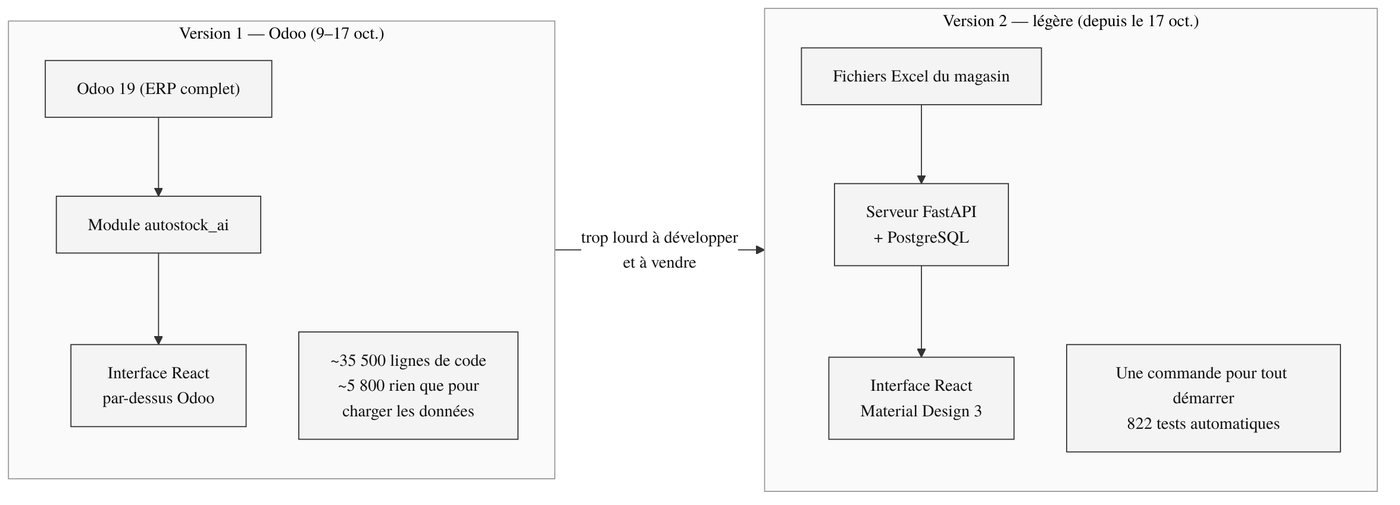 Version 1 — Odoo (9–17 oct.)
Odoo 19 (ERP complet)
Module autostock_ai
Interface React
par-dessus Odoo
~35 500 lignes de code
~5 800 rien que pour
charger les données
trop lourd à développer
et à vendre
Version 2 — légère (depuis le 17 oct.)
Fichiers Excel du magasin
Serveur FastAPI
+ PostgreSQL
Interface React
Material Design 3
Une commande pour tout
démarrer
822 tests automatiques